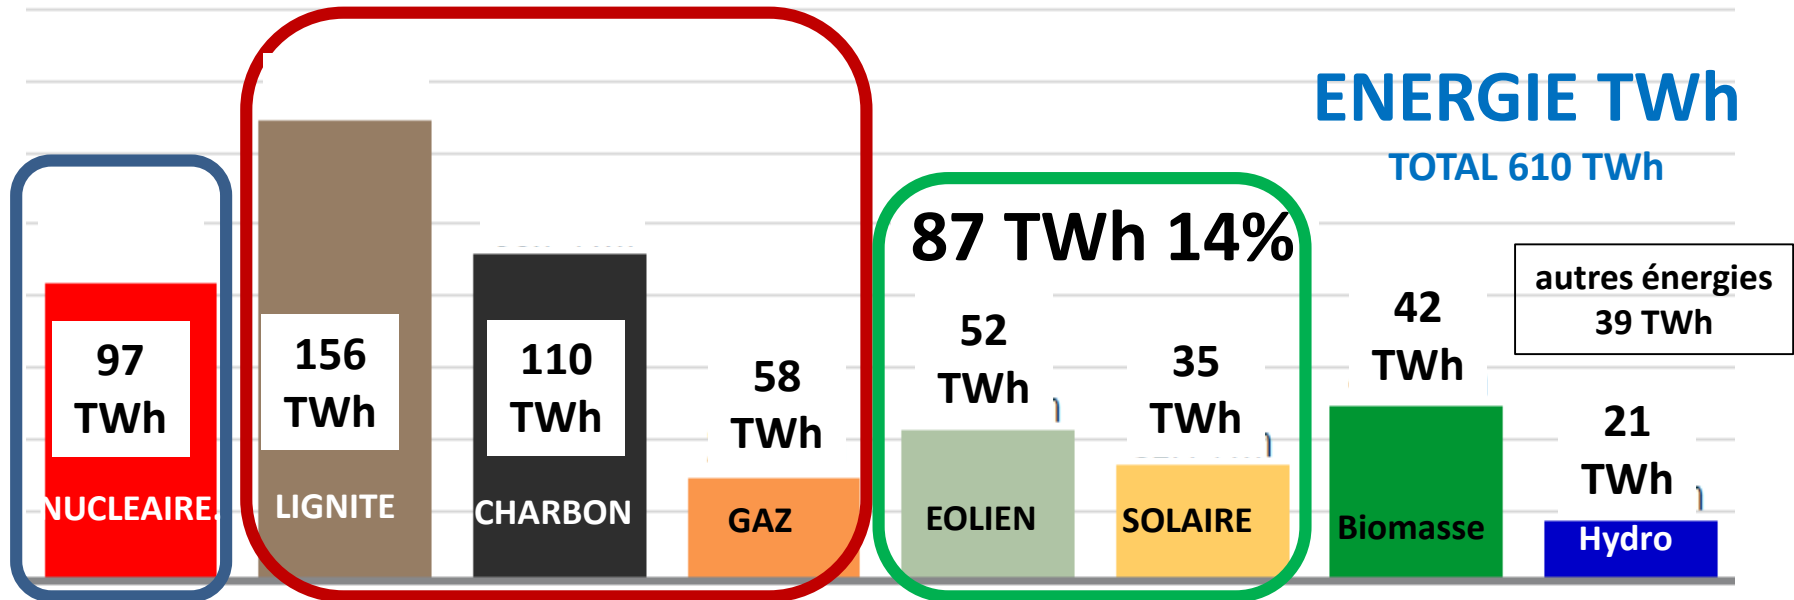 ENERGIE TWh
TOTAL 610 TWh
87 TWh 14%
autres énergies
39 TWh
97
TWh
NUCLEAIRE.
156
TWh
LIGNITE
110
TWh
CHARBON
58
TWh
GAZ
52
TWh
EOLIEN
35
TWh
SOLAIRE
42
TWh
Biomasse
21
TWh
Hydro